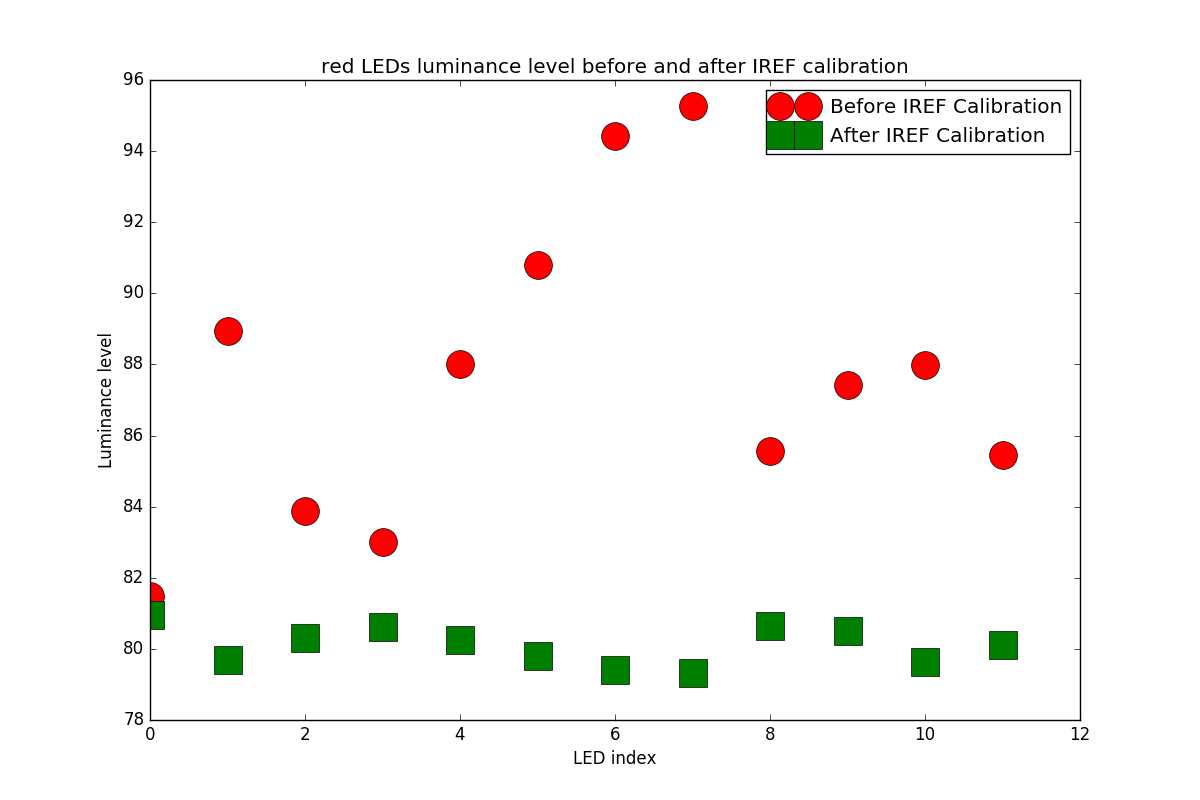 red LEDs luminance level before and after IREF calibration
Before IREF Calibration
After IREF Calibration
Luminance level
96
94
92
90
88
86
84
82
80
78
0 2 4 6 8 10 12
LED index